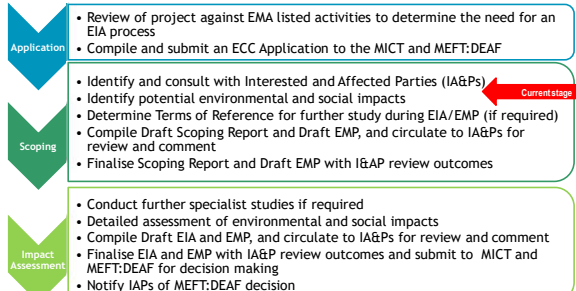 Application
• Review of project against EMA listed activities to determine the need for an
EIA process
• Compile and submit an ECC Application to the MICT and MEFT:DEAF
Scoping
• Identify and consult with Interested and Affected Parties (IA&Ps)
Current stage
• Identify potential environmental and social impacts
• Determine Terms of Reference for further study during EIA/EMP (if required)
• Compile Draft Scoping Report and Draft EMP, and circulate to IA&Ps for
review and comment
• Finalise Scoping Report and Draft EMP with I&AP review outcomes
Impact
Assessment
• Conduct further specialist studies if required
• Detailed assessment of environmental and social impacts
• Compile Draft EIA and EMP, and circulate to IA&Ps for review and comment
• Finalise EIA and EMP with IA&P review outcomes and submit to MICT and
MEFT:DEAF for decision making
• Notify IAPs of MEFT:DEAF decision